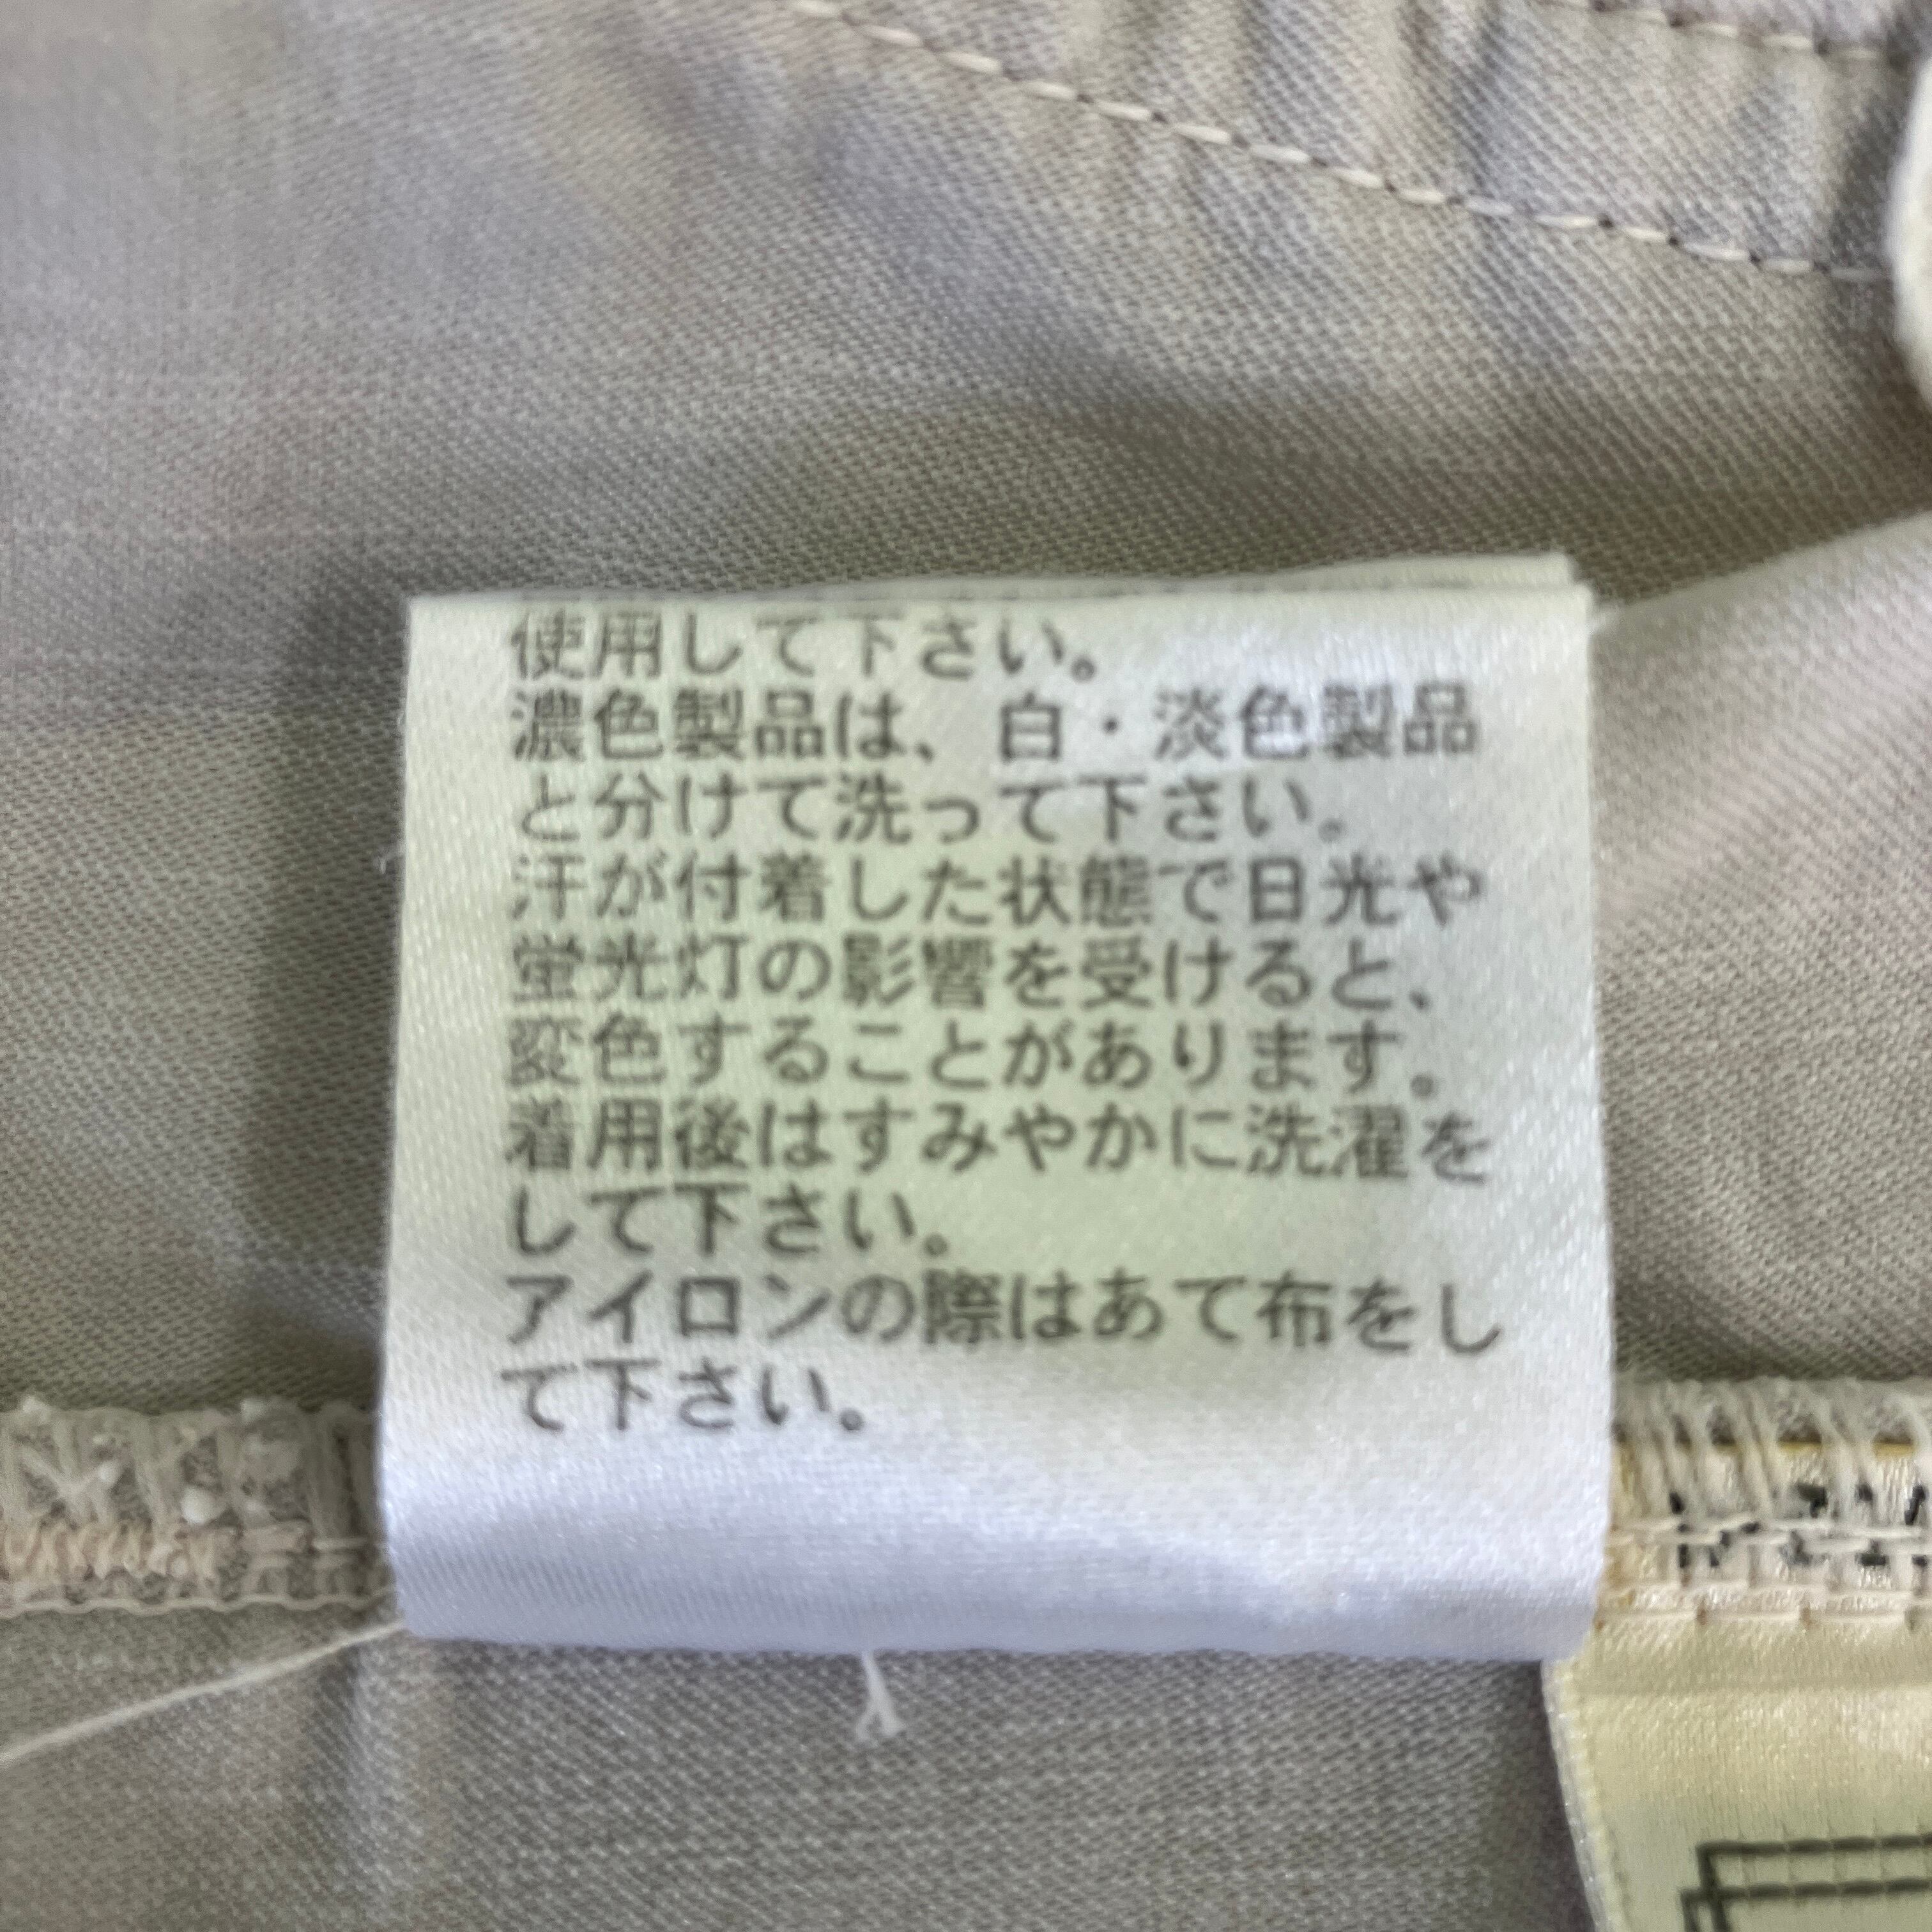 使用して下さい。
濃色製品は、白・淡色製品
と分けて洗って下さい。
汗が付着した状態で日光や
蛍光灯の影響を受けると、
変色することがあります。
着用後はすみやかに洗濯を
して下さい。
アイロンの際はあて布をし
て下さい。